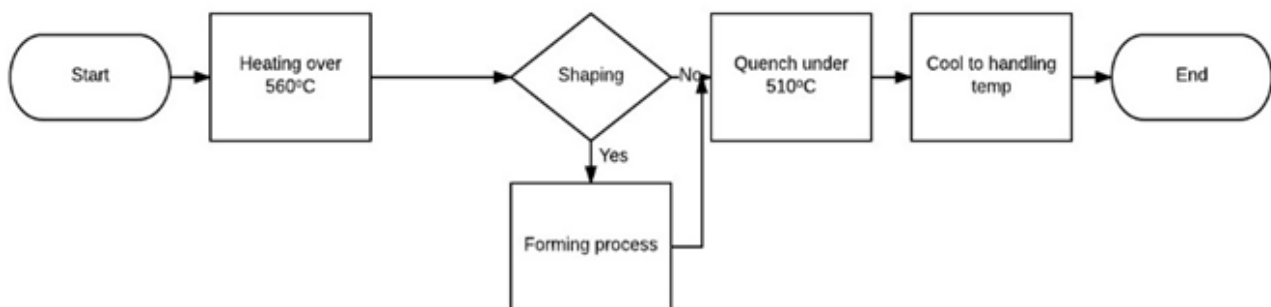 Start
Heating over
560ºC
Shaping
No
Quench under
510ºC
Cool to handling
temp
End
Yes
Forming process